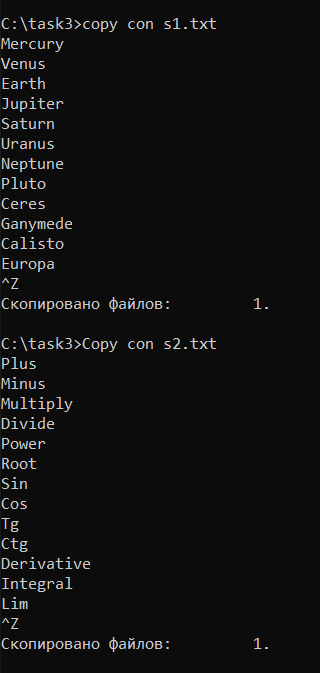 C:\task3>copy con s1.txt
Mercury
Venus
Earth
Jupiter
Saturn
Uranus
Neptune
Pluto
Ceres
Ganymede
Calisto
Europa
^Z
Скопировано файлов:         1.
C:\task3>Copy con s2.txt
Plus
Minus
Multiply
Divide
Power
Root
Sin
Cos
Tg
Ctg
Derivative
Integral
Lim
^Z
Скопировано файлов:         1.